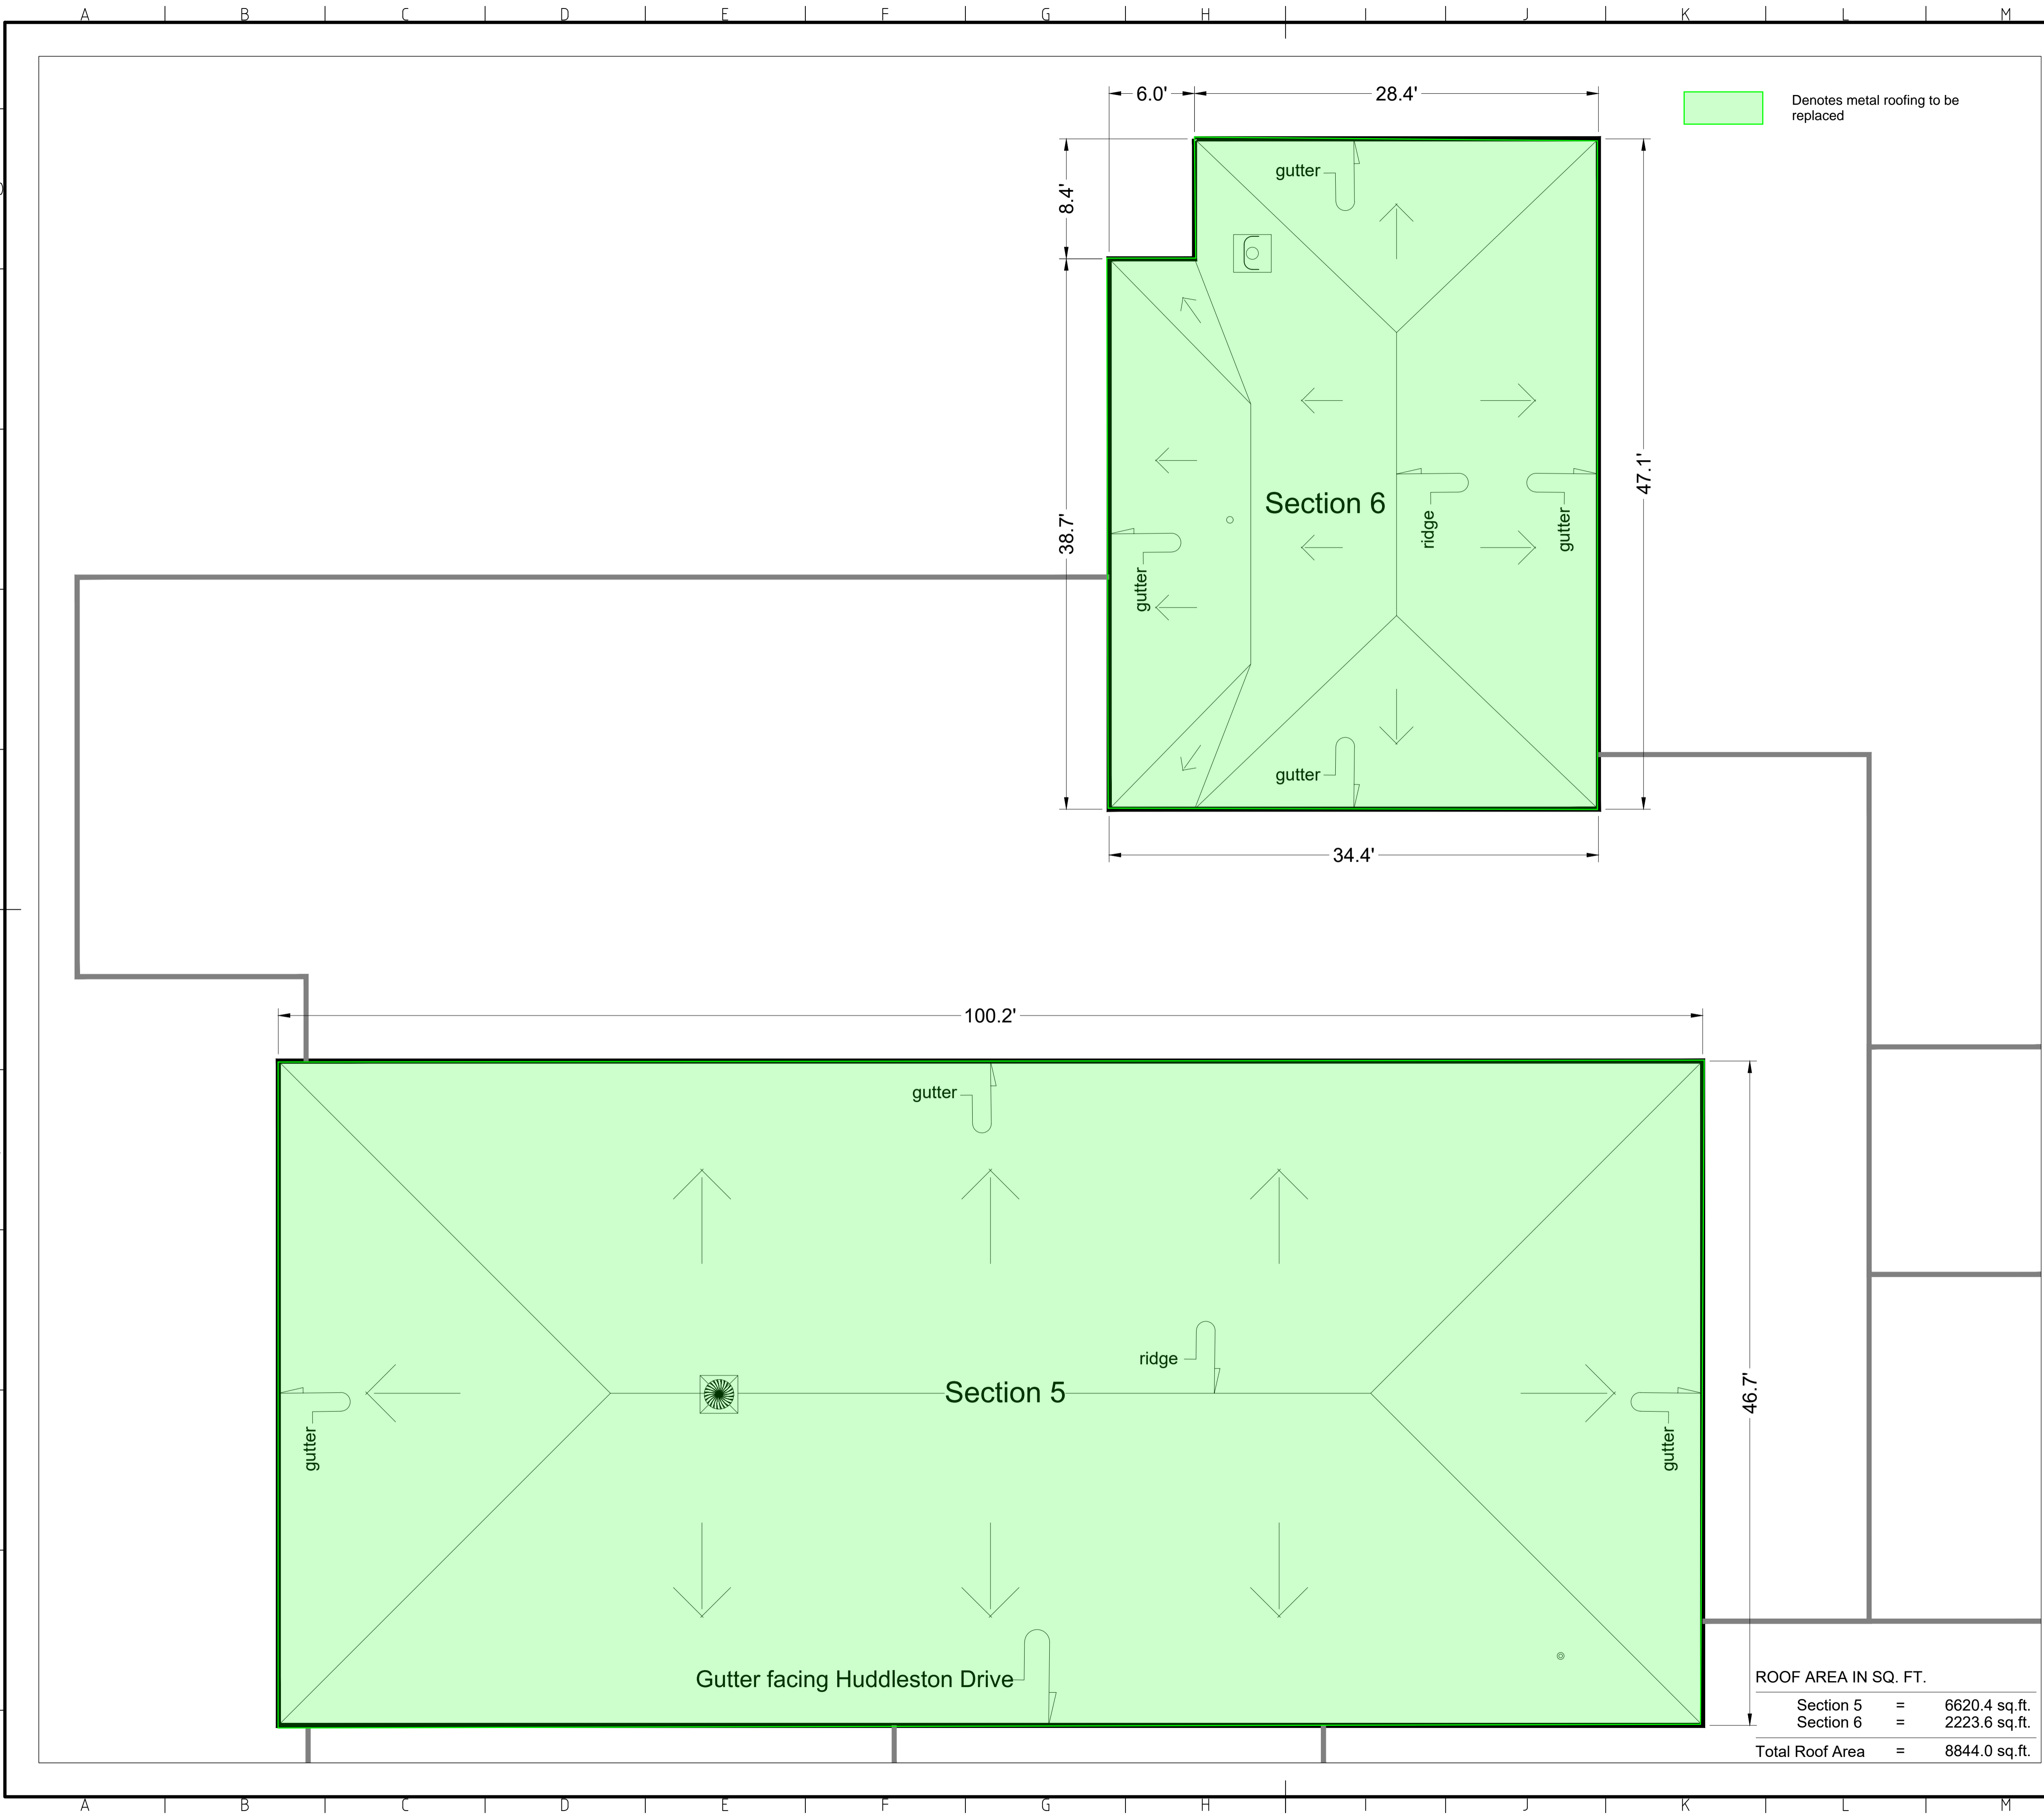 A B C D E F G H I J K L M
6.0' 28.4'
Denotes metal roofing to be
replaced
8.4'
gutter
38.7'
47.1'
Section 6
ridge
gutter
gutter
gutter
34.4'
100.2'
gutter
ridge
Section 5
46.7'
gutter
gutter
Gutter facing Huddleston Drive
ROOF AREA IN SQ. FT.
Section 5 = 6620.4 sq.ft.
Section 6 = 2223.6 sq.ft.
Total Roof Area = 8844.0 sq.ft.
A B C D E F G H I J K L M